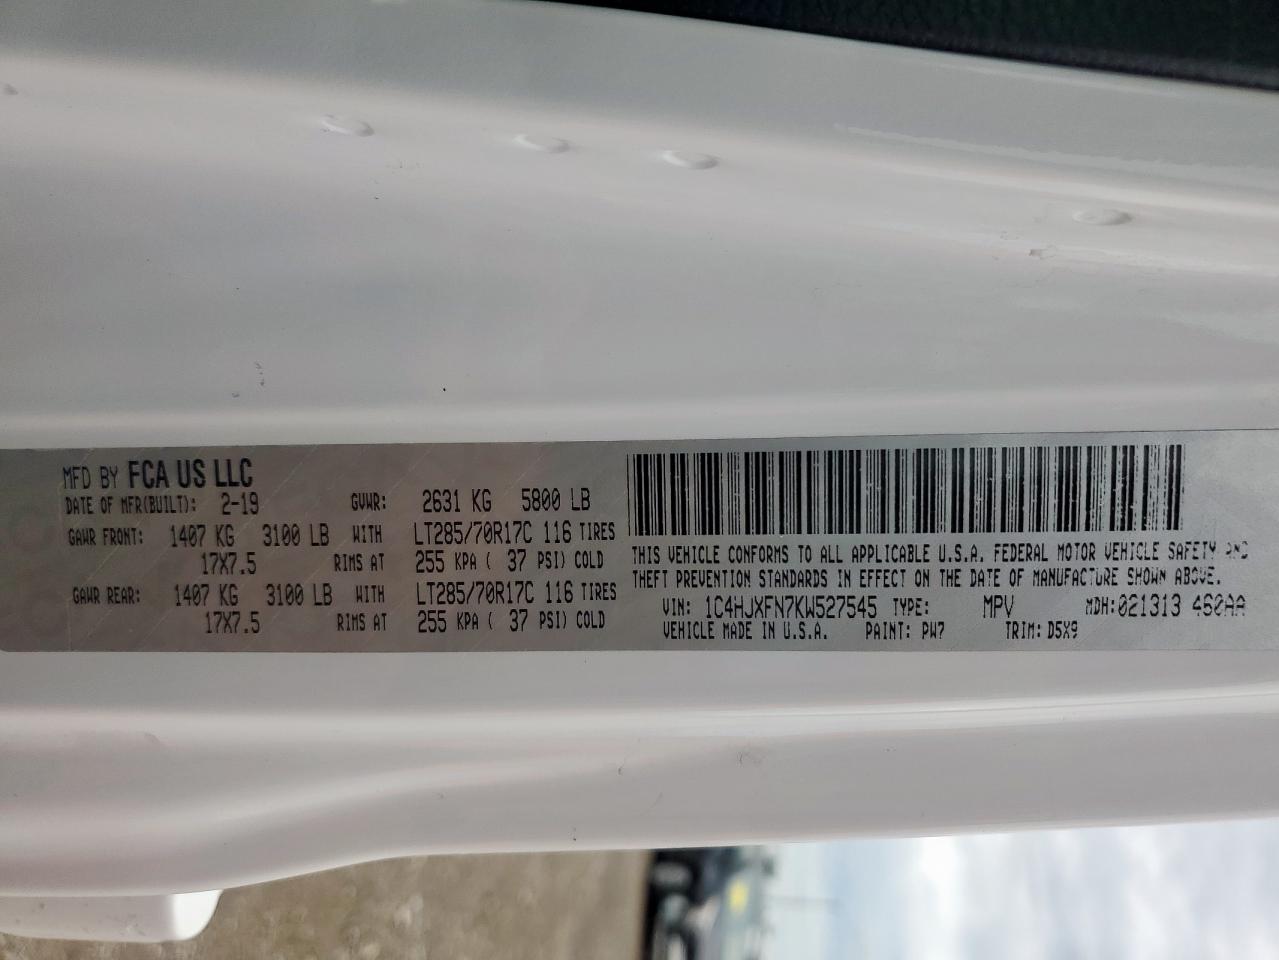 MFD BY FCA US LLC
DATE OF MFR(BUILT): 2-19 GVWR: 2631 KG 5800 LB
GAWR FRONT: 1407 KG 3100 LB WITH LT285/70R17C 116 TIRES
17X7.5 RIMS AT 255 KPA ( 37 PSI) COLD
GAWR REAR: 1407 KG 3100 LB WITH LT285/70R17C 116 TIRES
17X7.5 RIMS AT 255 KPA ( 37 PSI) COLD
THIS VEHICLE CONFORMS TO ALL APPLICABLE U.S.A. FEDERAL MOTOR VEHICLE SAFETY AND
THEFT PREVENTION STANDARDS IN EFFECT ON THE DATE OF MANUFACTURE SHOWN ABOVE.
VIN: 1C4HJXFN7KW527545 TYPE: MPV MDH:021313 460AA
VEHICLE MADE IN U.S.A. PAINT: PW7 TRIM: D5X9